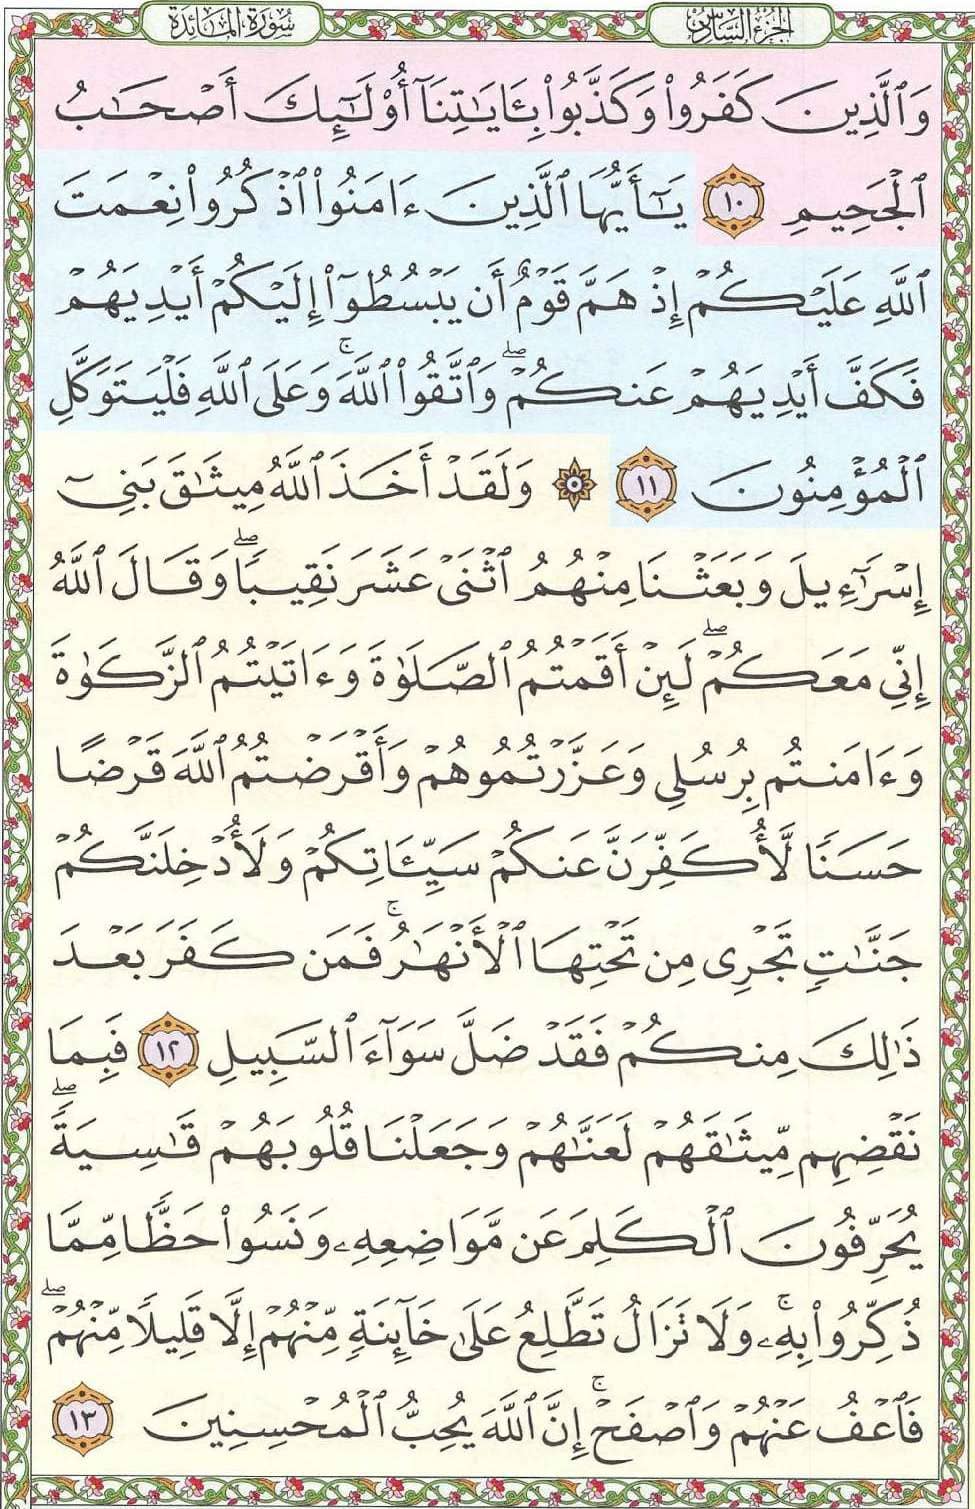 الجزء السادس
سورة المائدة
وَٱلَّذِينَ كَفَرُوا۟ وَكَذَّبُوا۟ بِـَٔايَـٰتِنَآ أُو۟لَـٰٓئِكَ أَصْحَـٰبُ
ٱلْجَحِيمِ ١٠ يَـٰٓأَيُّهَا ٱلَّذِينَ ءَامَنُوا۟ ٱذْكُرُوا۟ نِعْمَتَ
ٱللَّهِ عَلَيْكُمْ إِذْ هَمَّ قَوْمٌ أَن يَبْسُطُوٓا۟ إِلَيْكُمْ أَيْدِيَهُمْ
فَكَفَّ أَيْدِيَهُمْ عَنكُمْ ۖ وَٱتَّقُوا۟ ٱللَّهَ ۚ وَعَلَى ٱللَّهِ فَلْيَتَوَكَّلِ
ٱلْمُؤْمِنُونَ ١١ ۞ وَلَقَدْ أَخَذَ ٱللَّهُ مِيثَـٰقَ بَنِىٓ
إِسْرَٰٓءِيلَ وَبَعَثْنَا مِنْهُمُ ٱثْنَىْ عَشَرَ نَقِيبًا ۖ وَقَالَ ٱللَّهُ
إِنِّى مَعَكُمْ ۖ لَئِنْ أَقَمْتُمُ ٱلصَّلَوٰةَ وَءَاتَيْتُمُ ٱلزَّكَوٰةَ
وَءَامَنتُم بِرُسُلِى وَعَزَّرْتُمُوهُمْ وَأَقْرَضْتُمُ ٱللَّهَ قَرْضًا
حَسَنًا لَّأُكَفِّرَنَّ عَنكُمْ سَيِّـَٔاتِكُمْ وَلَأُدْخِلَنَّكُمْ
جَنَّـٰتٍ تَجْرِى مِن تَحْتِهَا ٱلْأَنْهَـٰرُ ۚ فَمَن كَفَرَ بَعْدَ
ذَٰلِكَ مِنكُمْ فَقَدْ ضَلَّ سَوَآءَ ٱلسَّبِيلِ ١٢ فَبِمَا
نَقْضِهِم مِّيثَـٰقَهُمْ لَعَنَّـٰهُمْ وَجَعَلْنَا قُلُوبَهُمْ قَـٰسِيَةً ۖ
يُحَرِّفُونَ ٱلْكَلِمَ عَن مَّوَاضِعِهِۦ وَنَسُوا۟ حَظًّا مِّمَّا
ذُكِّرُوا۟ بِهِۦ ۚ وَلَا تَزَالُ تَطَّلِعُ عَلَىٰ خَآئِنَةٍ مِّنْهُمْ إِلَّا قَلِيلًا مِّنْهُمْ ۖ
فَٱعْفُ عَنْهُمْ وَٱصْفَحْ ۚ إِنَّ ٱللَّهَ يُحِبُّ ٱلْمُحْسِنِينَ ١٣